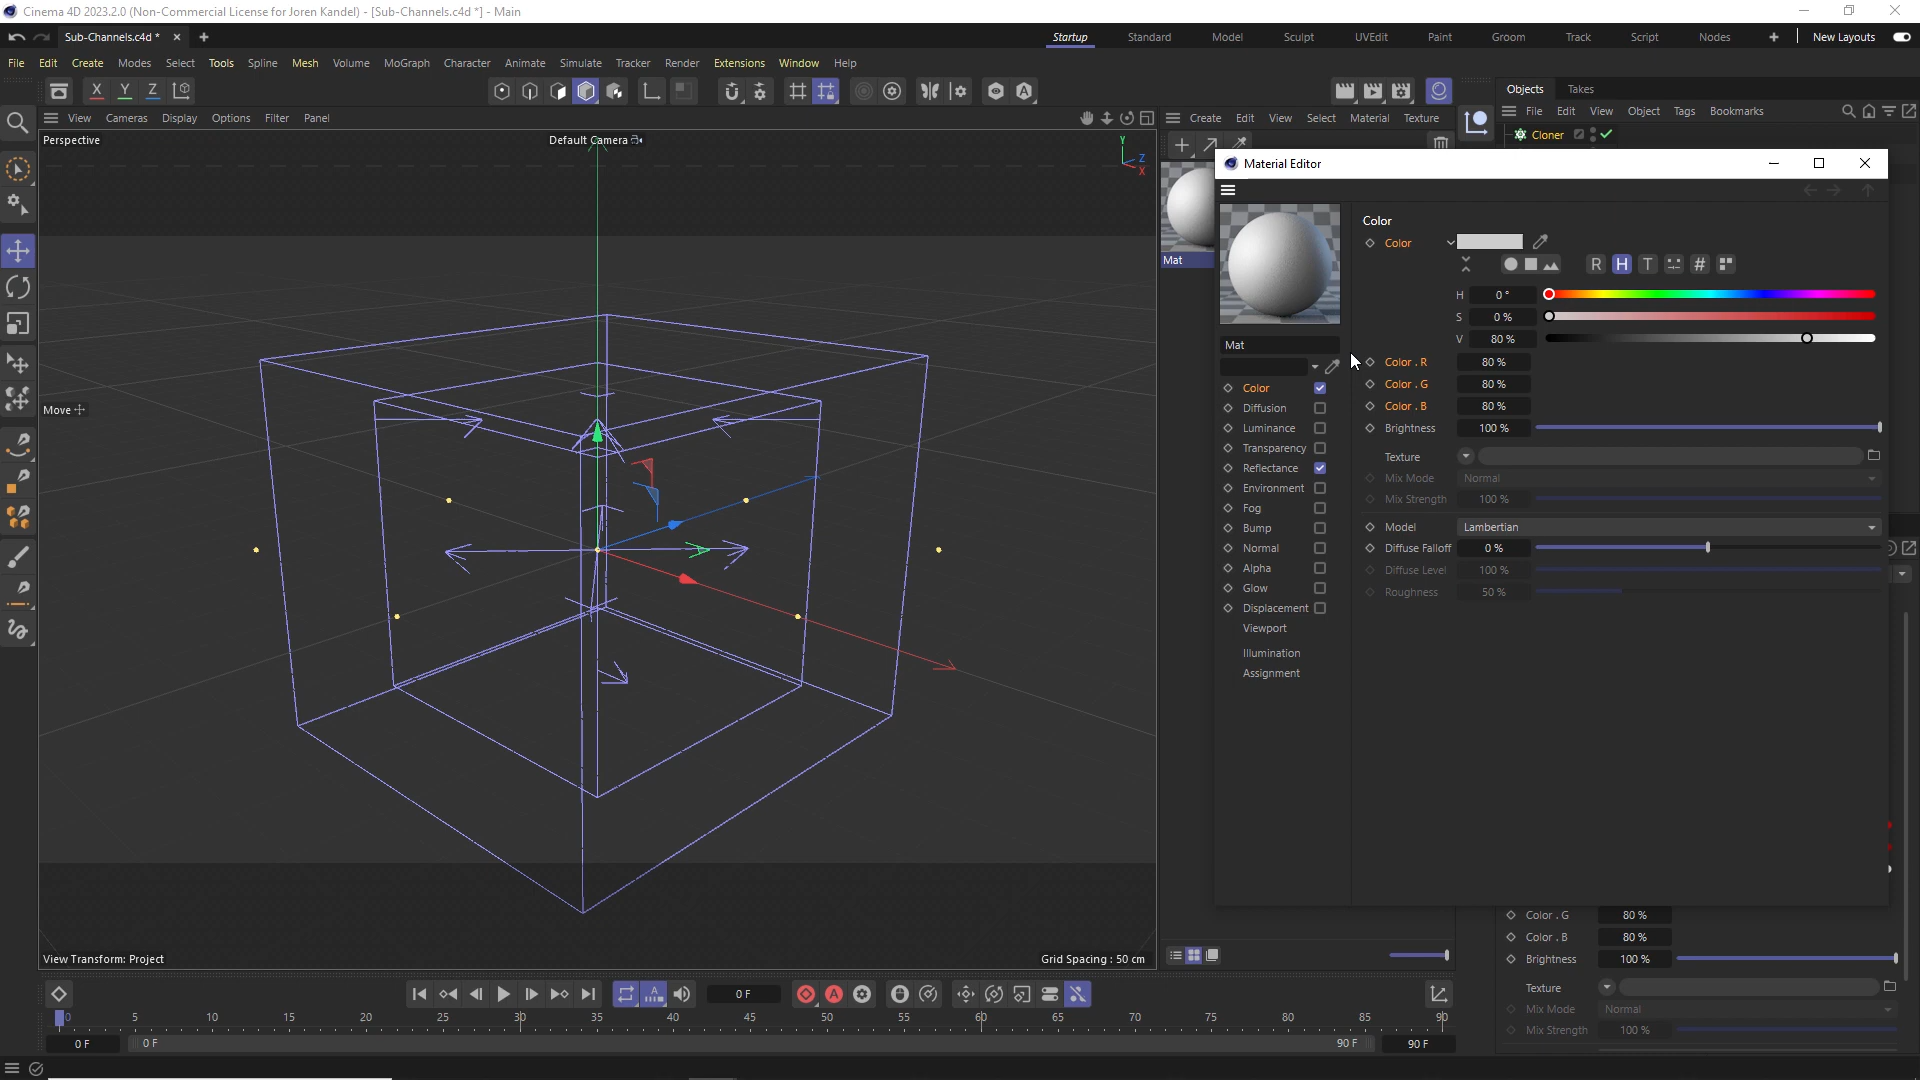 Cinema 4D 2023.2.0 (Non-Commercial License for Joren Kandel) - [Sub-Channels.c4d *] - Main
Sub-Channels.c4d *
Startup Standard Model Sculpt UVEdit Paint Groom Track Script Nodes New Layouts
File Edit Create Modes Select Tools Spline Mesh Volume MoGraph Character Animate Simulate Tracker Render Extensions Window Help
X Y Z
Objects Takes
View Cameras Display Options Filter Panel
Create Edit View Select Material Texture
File Edit View Object Tags Bookmarks
Perspective
Default Camera
Y
Z
X
Cloner
Material Editor
Mat
Color
Color
R H T #
H 0 °
S 0 %
V 80 %
Mat
Color . R 80 %
Color . G 80 %
Color . B 80 %
Brightness 100 %
Texture
Mix Mode Normal
Mix Strength 100 %
Model Lambertian
Diffuse Falloff 0 %
Diffuse Level 100 %
Roughness 50 %
Color
Diffusion
Luminance
Transparency
Reflectance
Environment
Fog
Bump
Normal
Alpha
Glow
Displacement
Viewport
Illumination
Assignment
Move
View Transform: Project
Grid Spacing : 50 cm
Color . G 80 %
Color . B 80 %
Brightness 100 %
Texture
Mix Mode Normal
Mix Strength 100 %
0 F
0 5 10 15 20 25 30 35 40 45 50 55 60 65 70 75 80 85 90
0 F 0 F 90 F 90 F